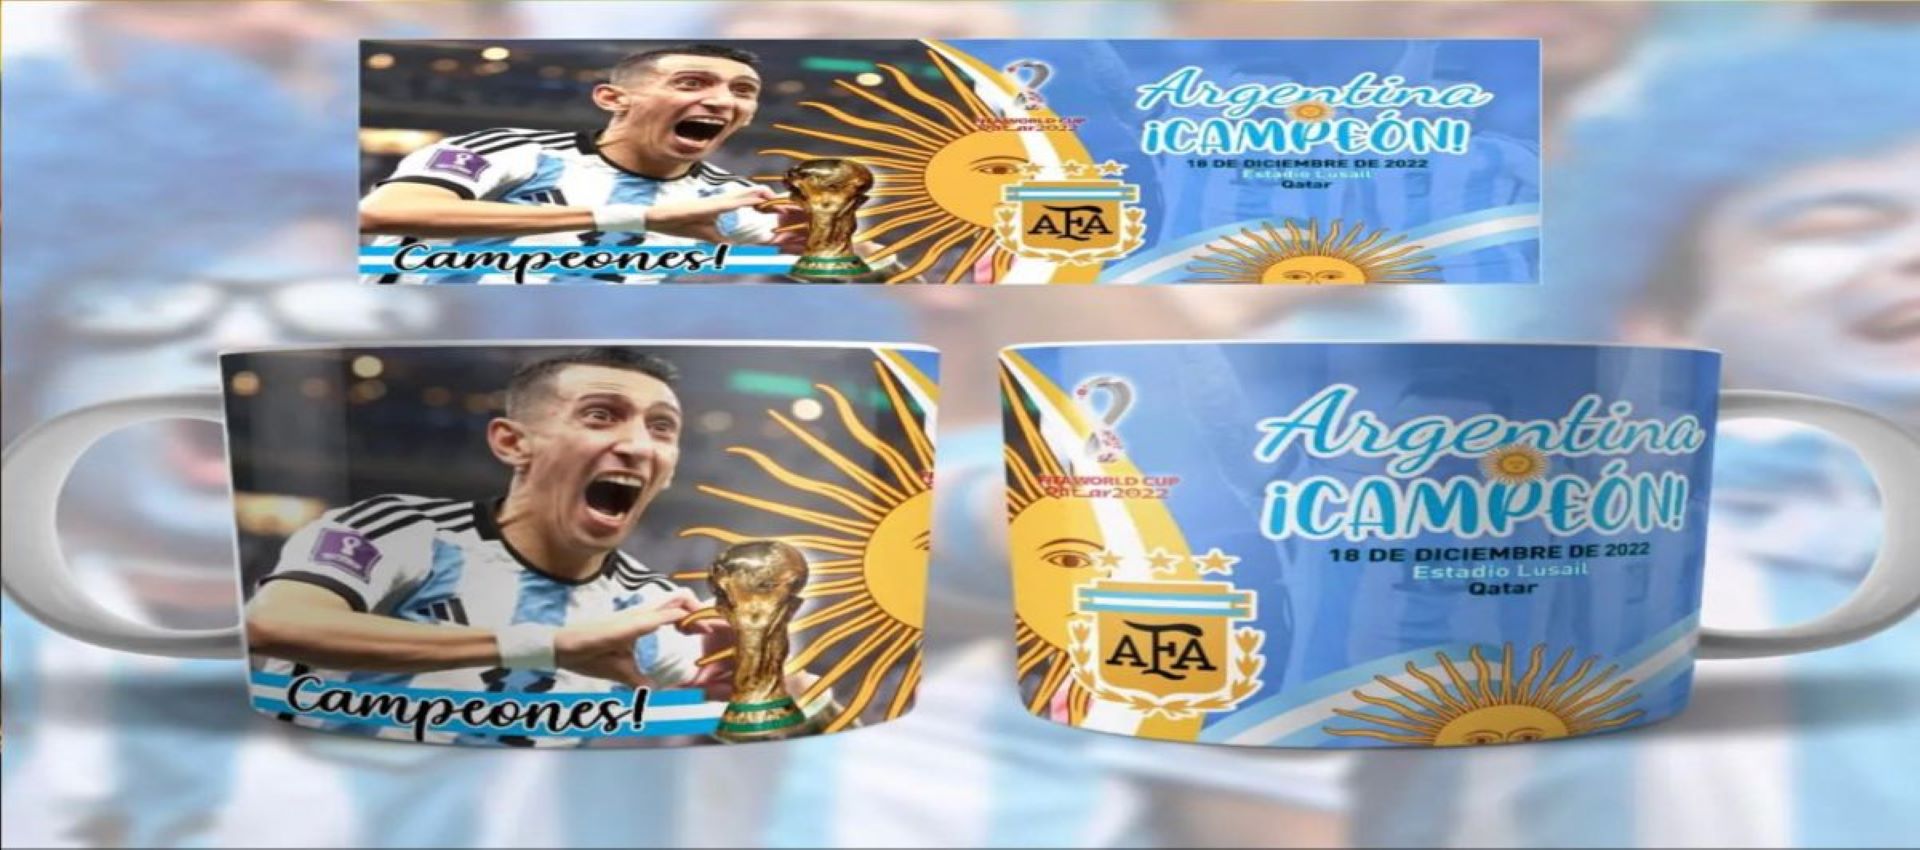 Campeones!
FIFA WORLD CUP
Qatar2022
AFA
Argentina
¡CAMPEÓN!
18 DE DICIEMBRE DE 2022
Estadio Lusail
Qatar
Campeones!
FIFA WORLD CUP
Qatar2022
AFA
Argentina
¡CAMPEÓN!
18 DE DICIEMBRE DE 2022
Estadio Lusail
Qatar